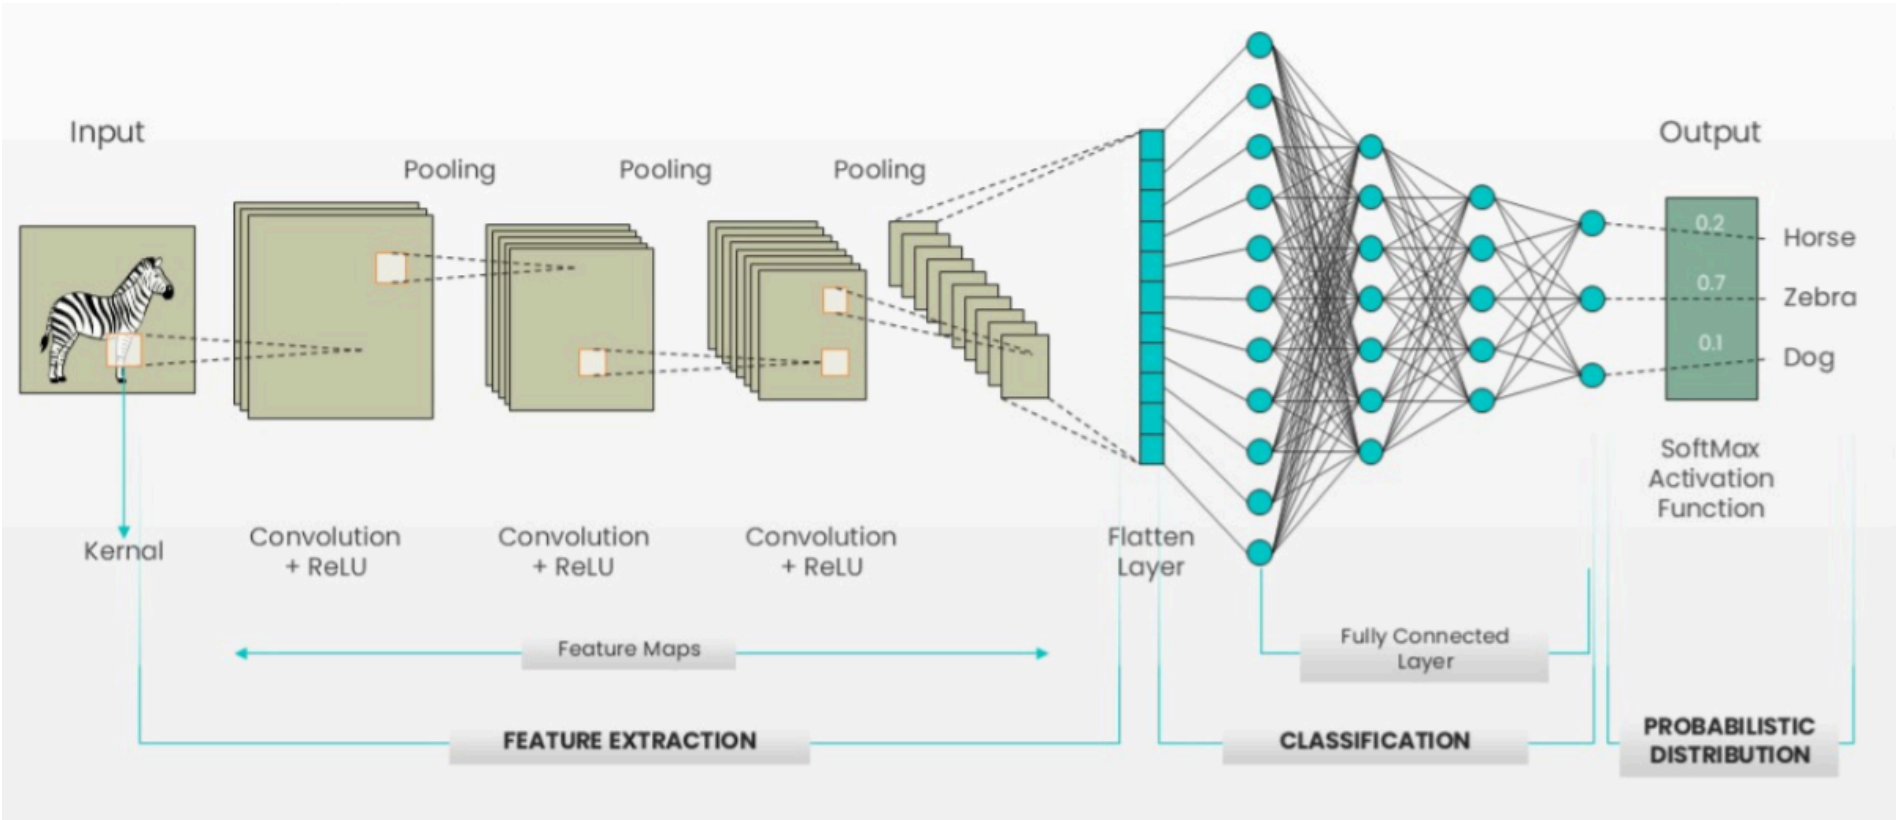 Input
Output
Pooling
Pooling
Pooling
0.2
Horse
0.7
Zebra
0.1
Dog
SoftMax
Activation
Function
Kernal
Convolution
+ ReLU
Convolution
+ ReLU
Convolution
+ ReLU
Flatten
Layer
Feature Maps
Fully Connected
Layer
FEATURE EXTRACTION
CLASSIFICATION
PROBABILISTIC
DISTRIBUTION